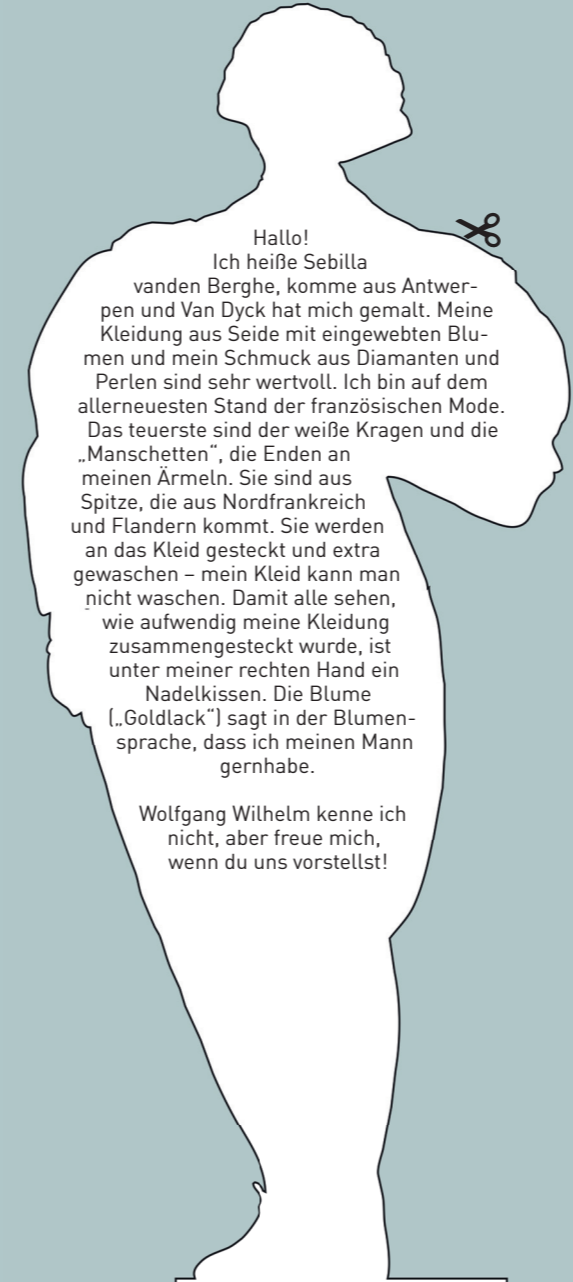 Hallo!
Ich heiße Sebilla
vanden Berghe, komme aus Antwer-
pen und Van Dyck hat mich gemalt. Meine
Kleidung aus Seide mit eingewebten Blu-
men und mein Schmuck aus Diamanten und
Perlen sind sehr wertvoll. Ich bin auf dem
allerneuesten Stand der französischen Mode.
Das teuerste sind der weiße Kragen und die
„Manschetten“, die Enden an
meinen Ärmeln. Sie sind aus
Spitze, die aus Nordfrankreich
und Flandern kommt. Sie werden
an das Kleid gesteckt und extra
gewaschen – mein Kleid kann man
nicht waschen. Damit alle sehen,
wie aufwendig meine Kleidung
zusammengesteckt wurde, ist
unter meiner rechten Hand ein
Nadelkissen. Die Blume
(„Goldlack“) sagt in der Blumen-
sprache, dass ich meinen Mann
gernhabe.
Wolfgang Wilhelm kenne ich
nicht, aber freue mich,
wenn du uns vorstellst!